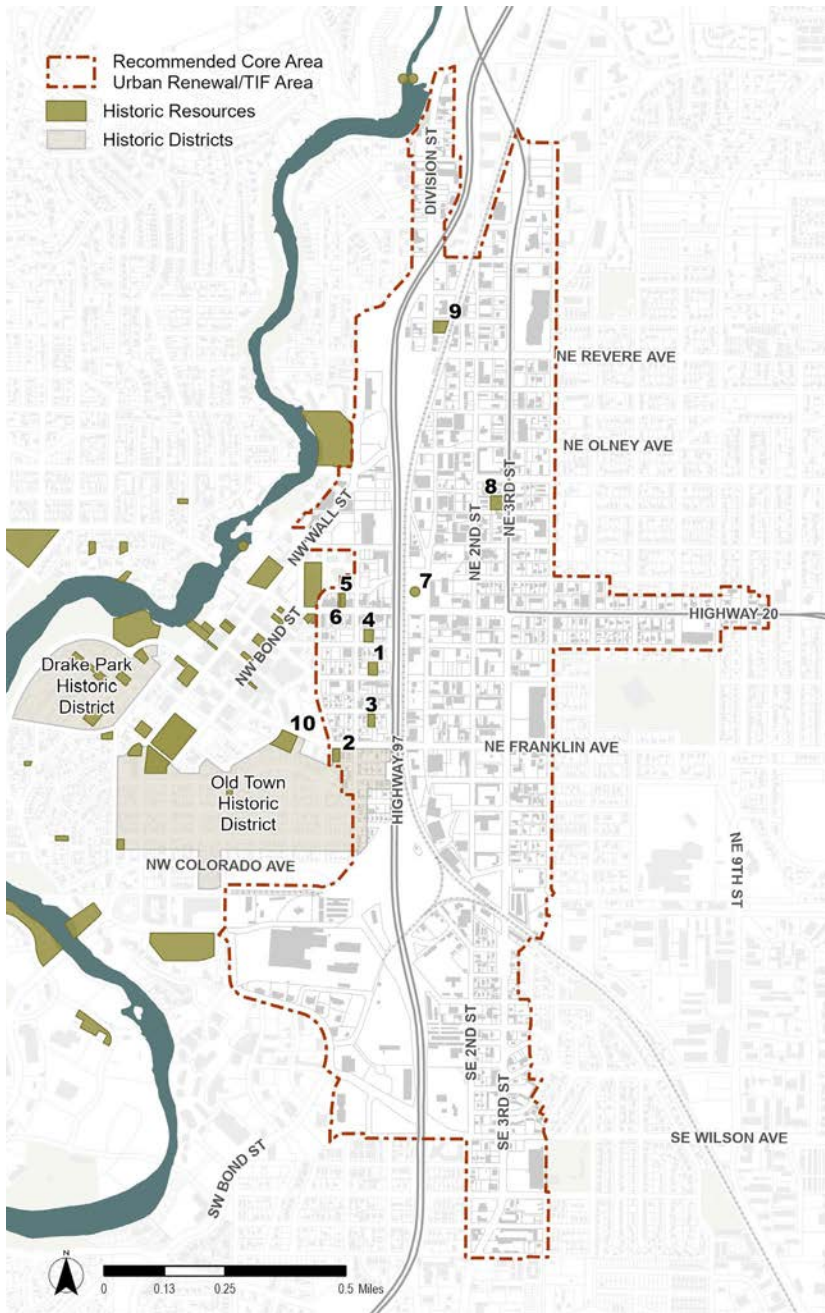 Recommended Core Area
Urban Renewal/TIF Area
Historic Resources
Historic Districts
DIVISION ST
9
NE REVERE AVE
NE OLNEY AVE
8
NE 3RD ST
NE 2ND ST
NW WALL ST
7
5
6
4
HIGHWAY 20
NW BOND ST
1
Drake Park
Historic
District
3
10
2
NE FRANKLIN AVE
HIGHWAY 97
Old Town
Historic
District
NW COLORADO AVE
NE 9TH ST
SE 2ND ST
SE 3RD ST
SE WILSON AVE
SW BOND ST
N
0 0.13 0.25 0.5 Miles